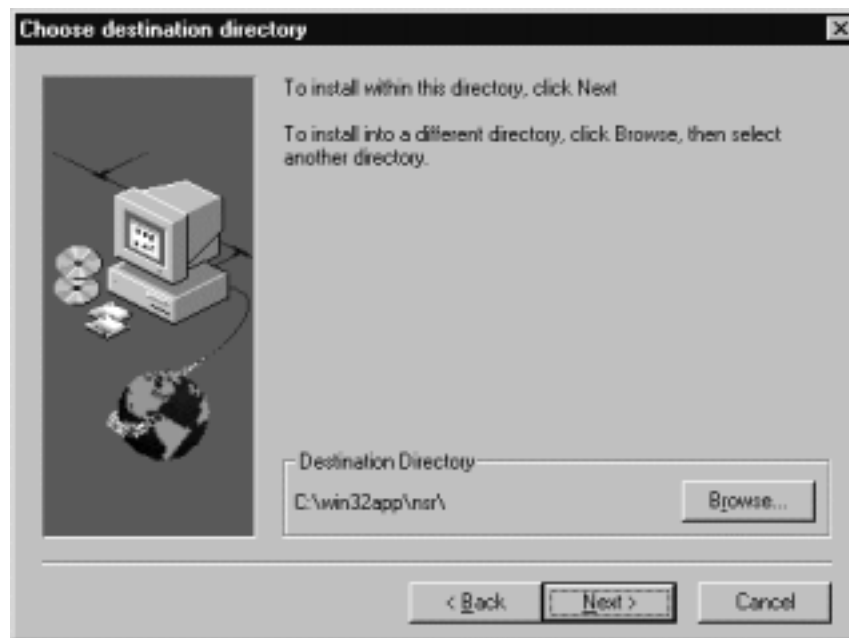 Choose destination directory
To install within this directory, click Next
To install into a different directory, click Browse, then select
another directory.
Destination Directory
C:\win32app\nsr\
Browse...
< Back
Next >
Cancel